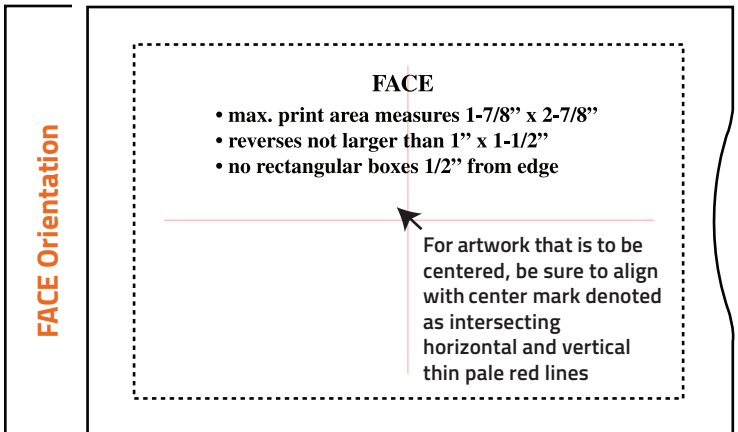 FACE Orientation
FACE
• max. print area measures 1-7/8” x 2-7/8”
• reverses not larger than 1” x 1-1/2”
• no rectangular boxes 1/2” from edge
For artwork that is to be
centered, be sure to align
with center mark denoted
as intersecting
horizontal and vertical
thin pale red lines